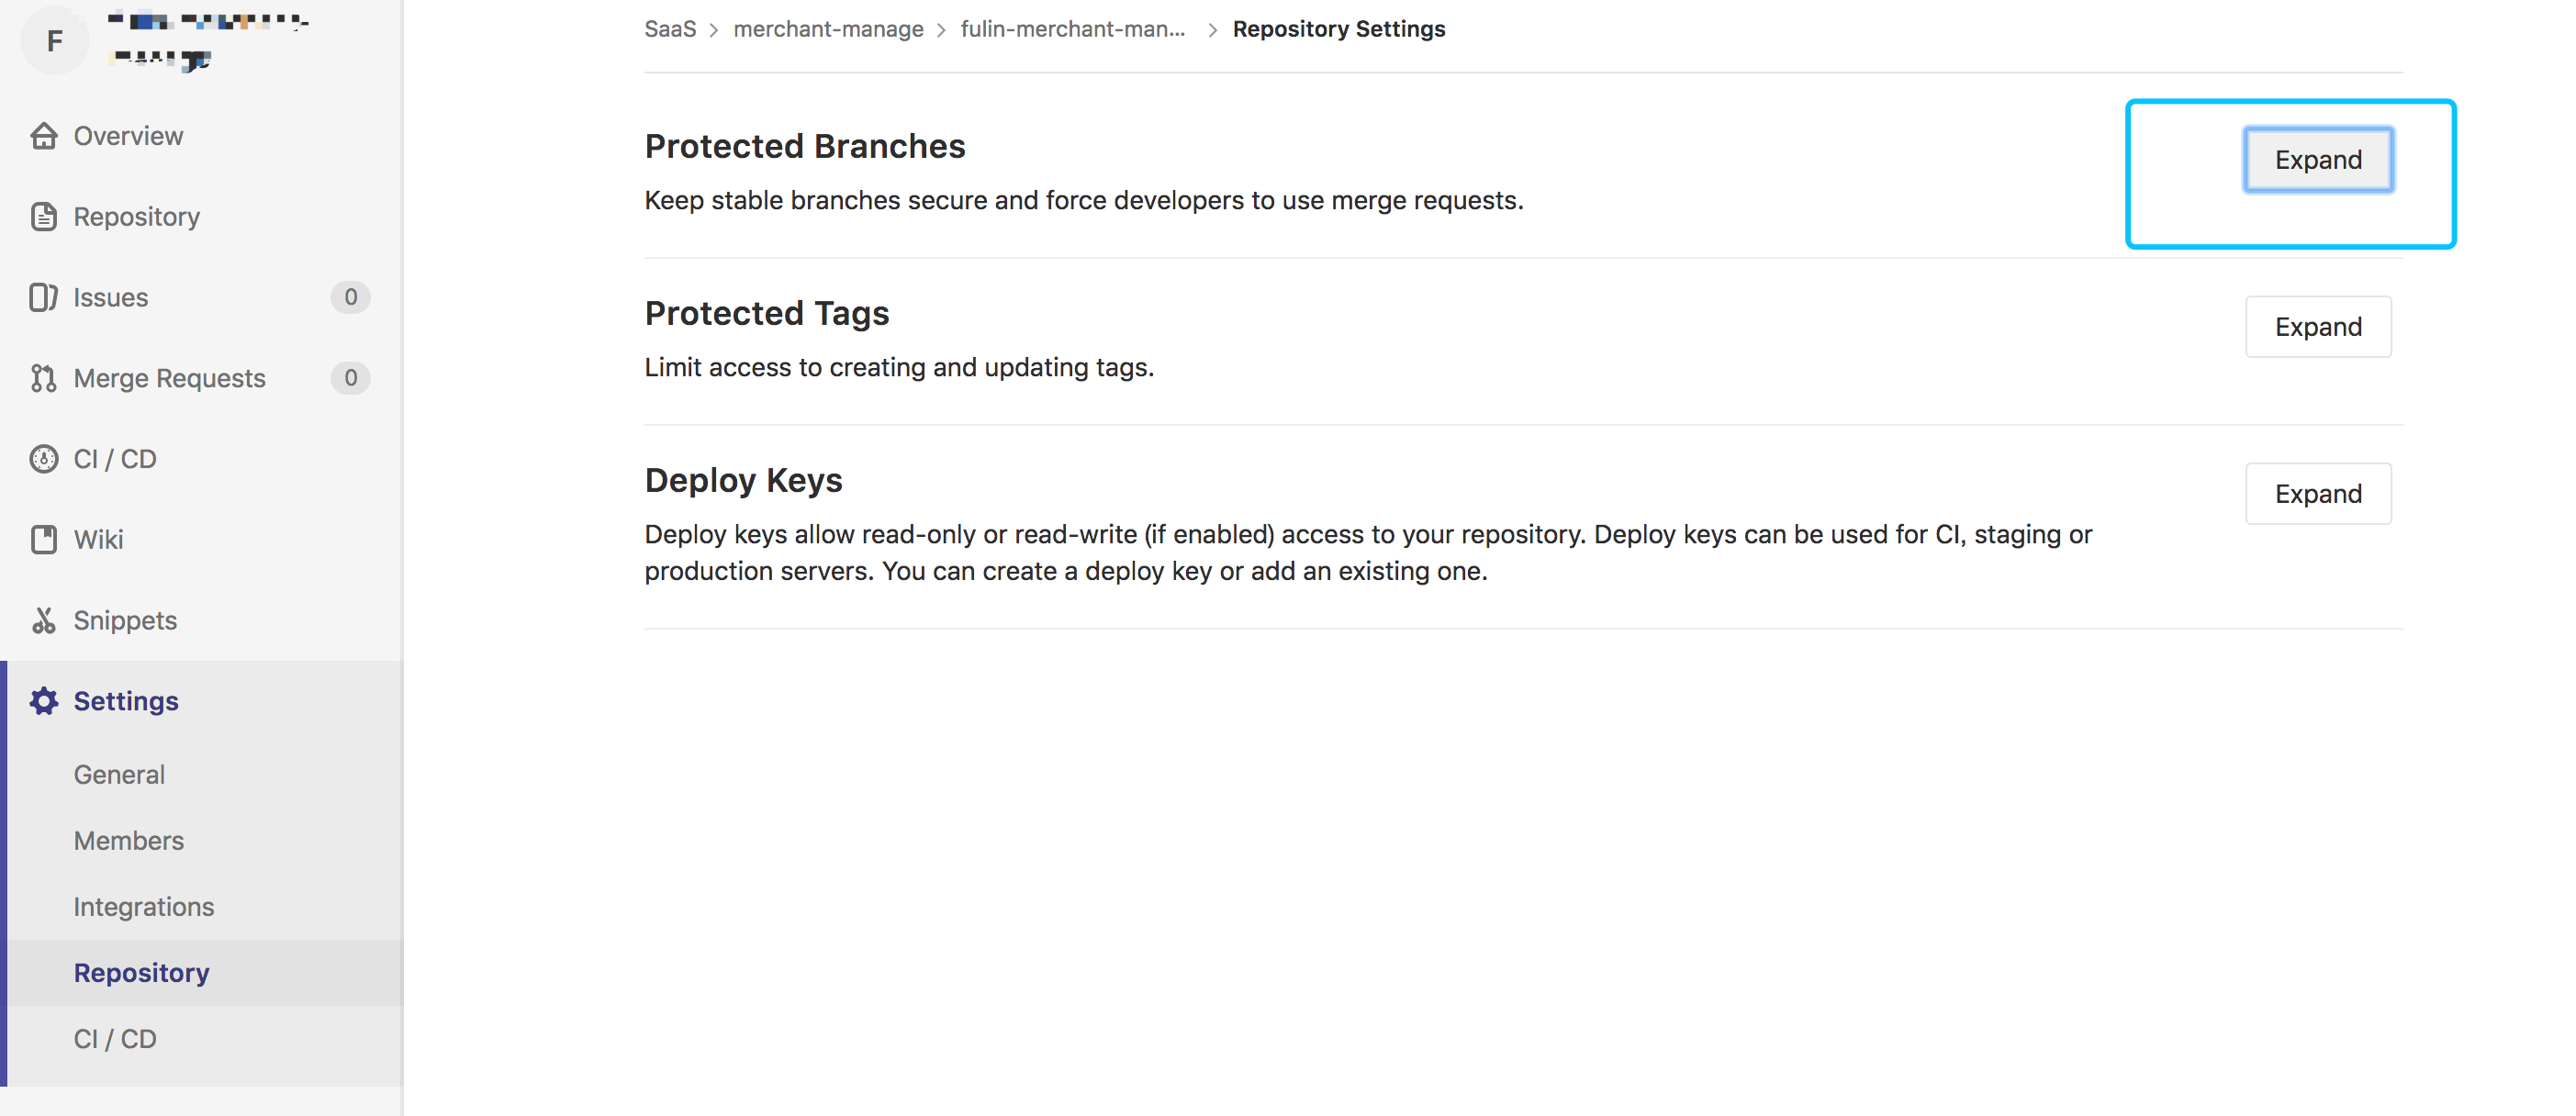 F
Overview
Repository
Issues 0
Merge Requests 0
CI / CD
Wiki
Snippets
Settings
General
Members
Integrations
Repository
CI / CD
SaaS > merchant-manage > fulin-merchant-man... > Repository Settings
Protected Branches
Expand
Keep stable branches secure and force developers to use merge requests.
Protected Tags
Expand
Limit access to creating and updating tags.
Deploy Keys
Expand
Deploy keys allow read-only or read-write (if enabled) access to your repository. Deploy keys can be used for CI, staging or
production servers. You can create a deploy key or add an existing one.